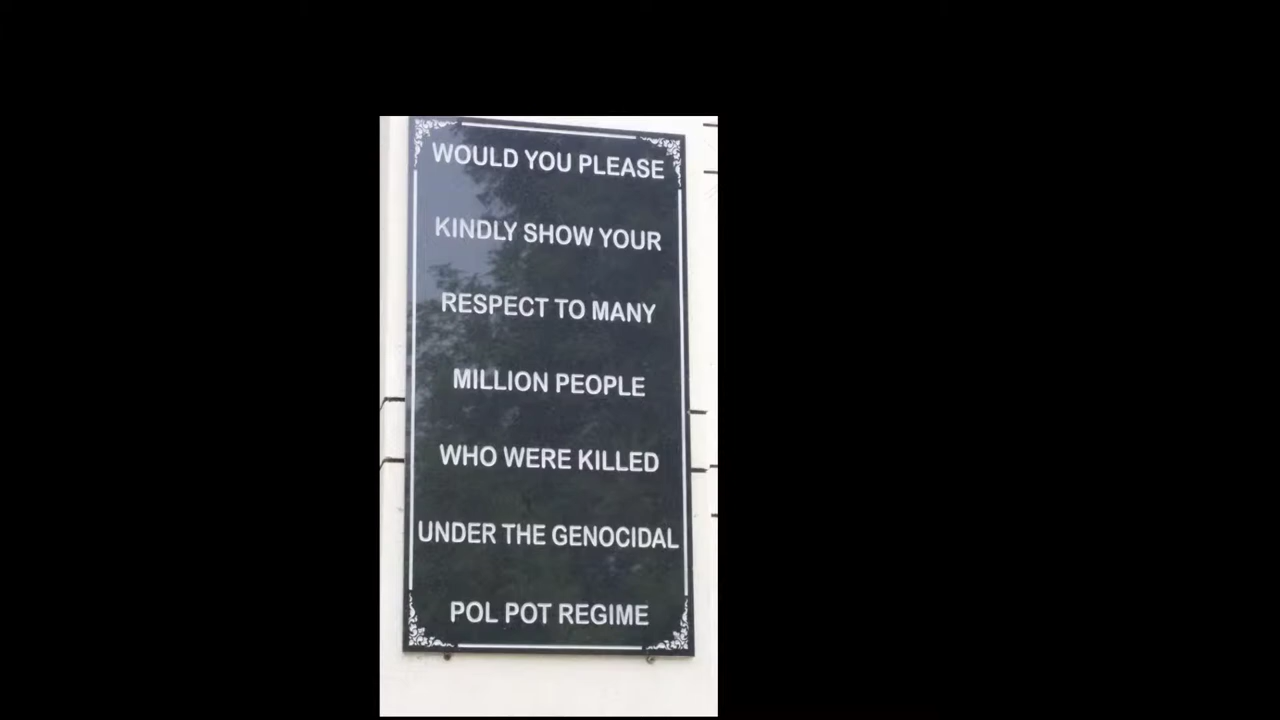 WOULD YOU PLEASE
KINDLY SHOW YOUR
RESPECT TO MANY
MILLION PEOPLE
WHO WERE KILLED
UNDER THE GENOCIDAL
POL POT REGIME